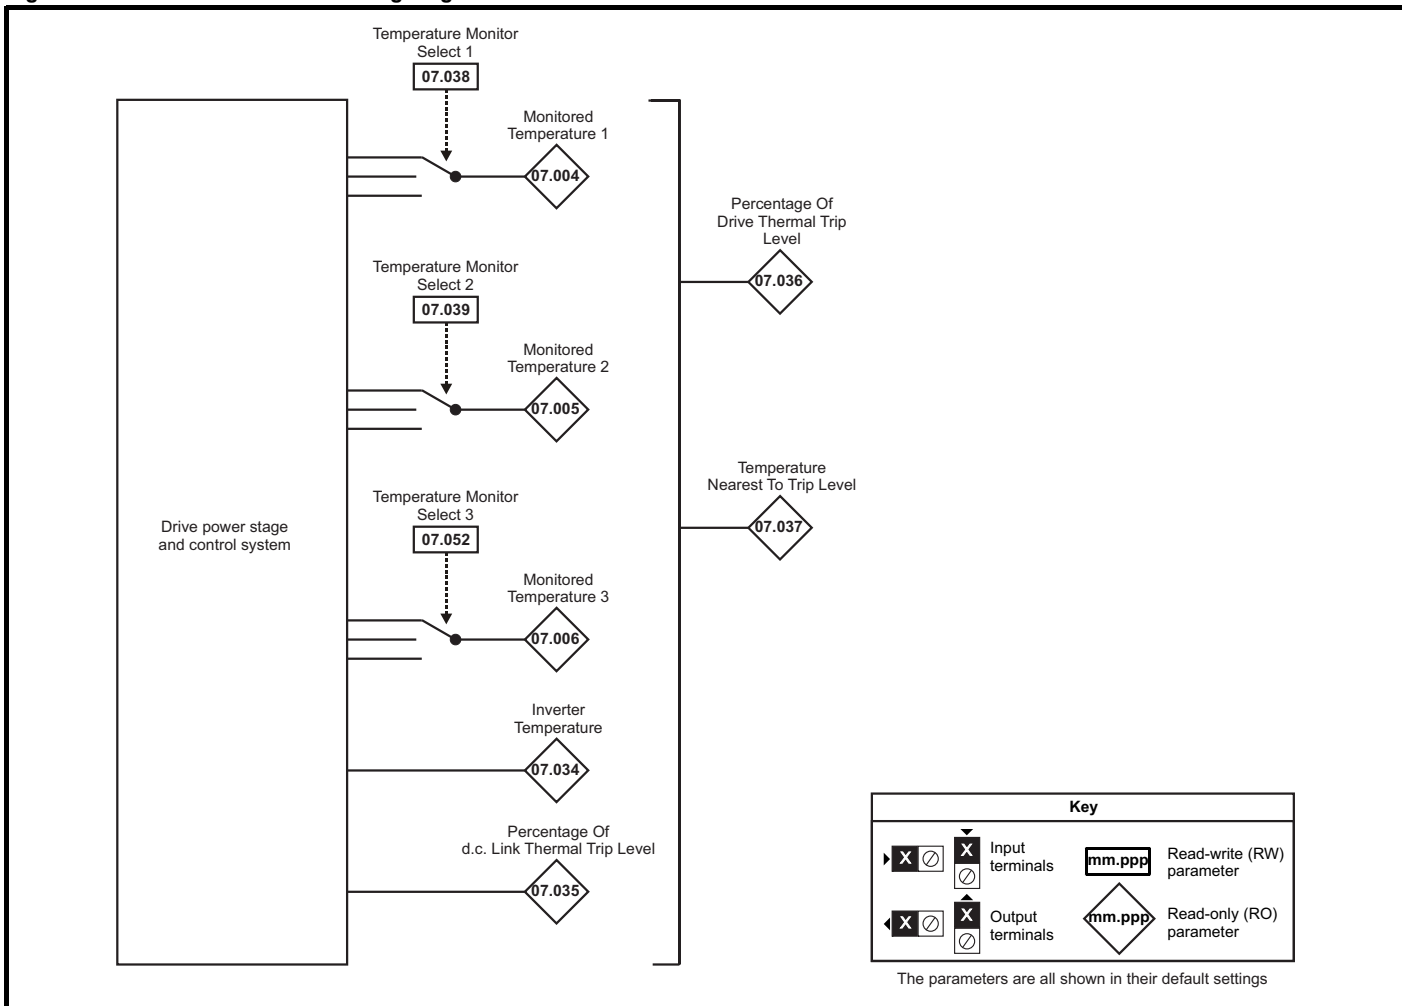 Temperature Monitor
Select 1
07.038
Monitored
Temperature 1
07.004
Percentage Of
Drive Thermal Trip
Level
07.036
Temperature Monitor
Select 2
07.039
Monitored
Temperature 2
07.005
Temperature
Nearest To Trip Level
07.037
Temperature Monitor
Select 3
07.052
Drive power stage
and control system
Monitored
Temperature 3
07.006
Inverter
Temperature
07.034
Percentage Of
d.c. Link Thermal Trip Level
07.035
Key
X
X
Input
terminals
mm.ppp
Read-write (RW)
parameter
X
X
Output
terminals
mm.ppp
Read-only (RO)
parameter
The parameters are all shown in their default settings